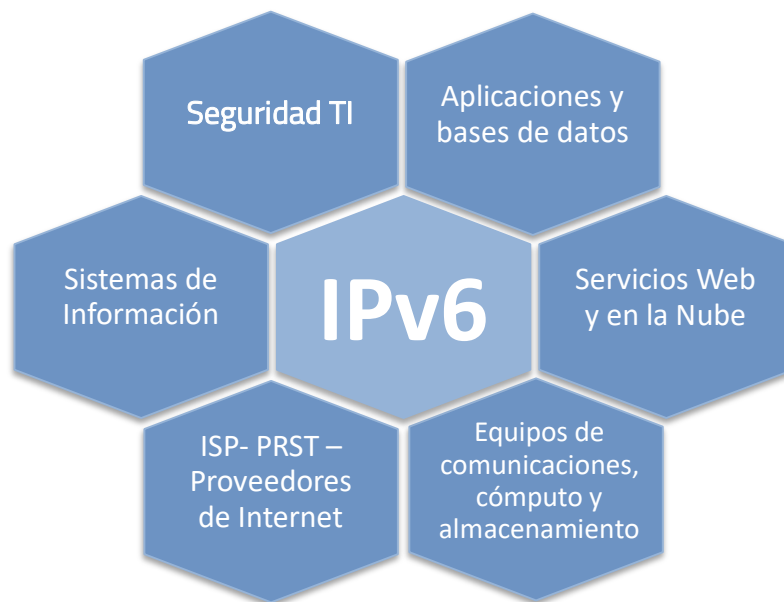 Seguridad TI
Aplicaciones y
bases de datos
Sistemas de
Información
IPv6
Servicios Web
y en la Nube
ISP- PRST –
Proveedores
de Internet
Equipos de
comunicaciones,
cómputo y
almacenamiento